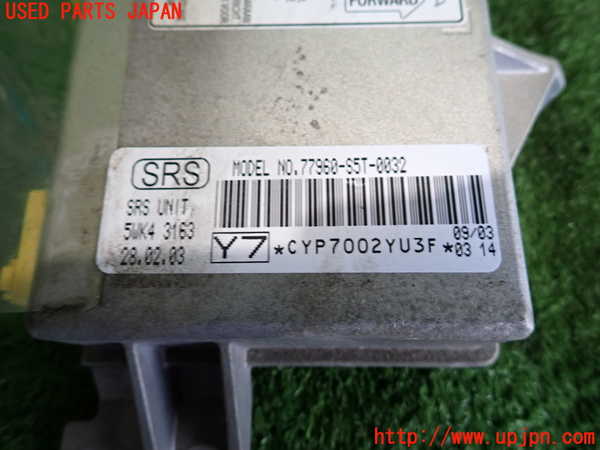 USED PARTS JAPAN
FORWARD
SRS
MODEL NO.77960-S5T-0032
SRS UNIT
5WK4 3163
28.02.03
Y7
*CYP7002YU3F*
09/03
03 14
http://www.upjpn.com/